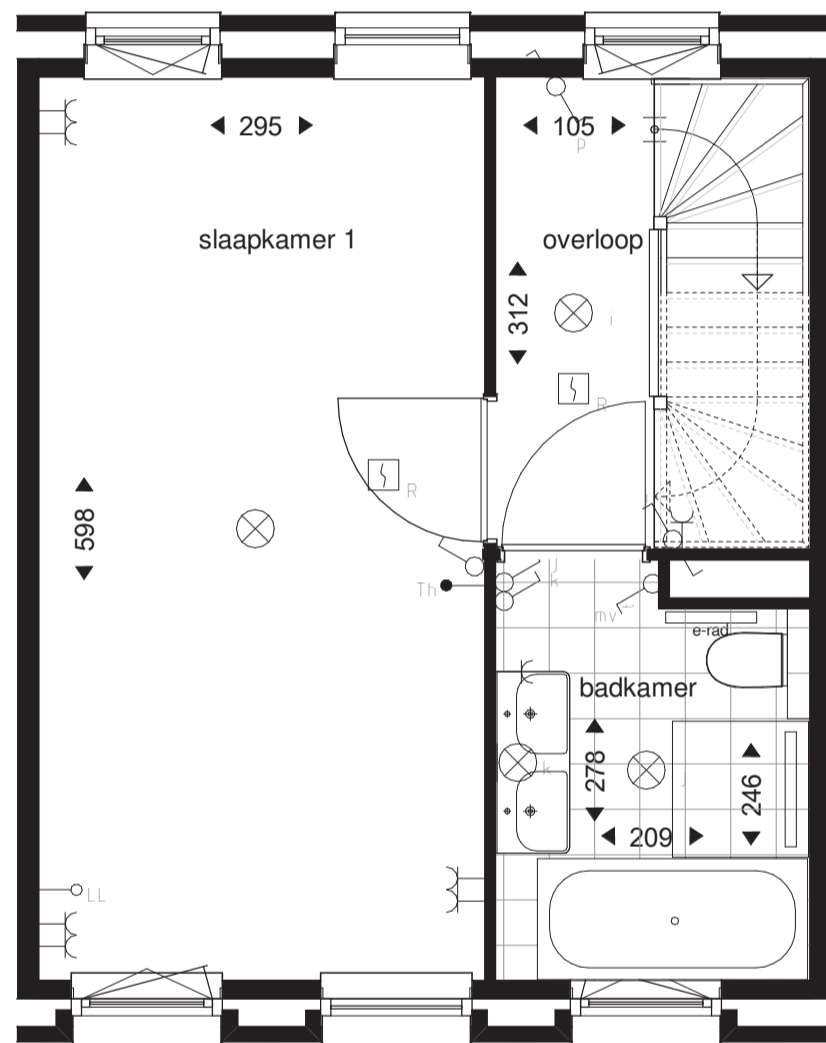 295
105
p
slaapkamer 1
overloop
312
i
R
R
598
Th
j
k
mv
e-rad
badkamer
278
k
j
246
209
LL